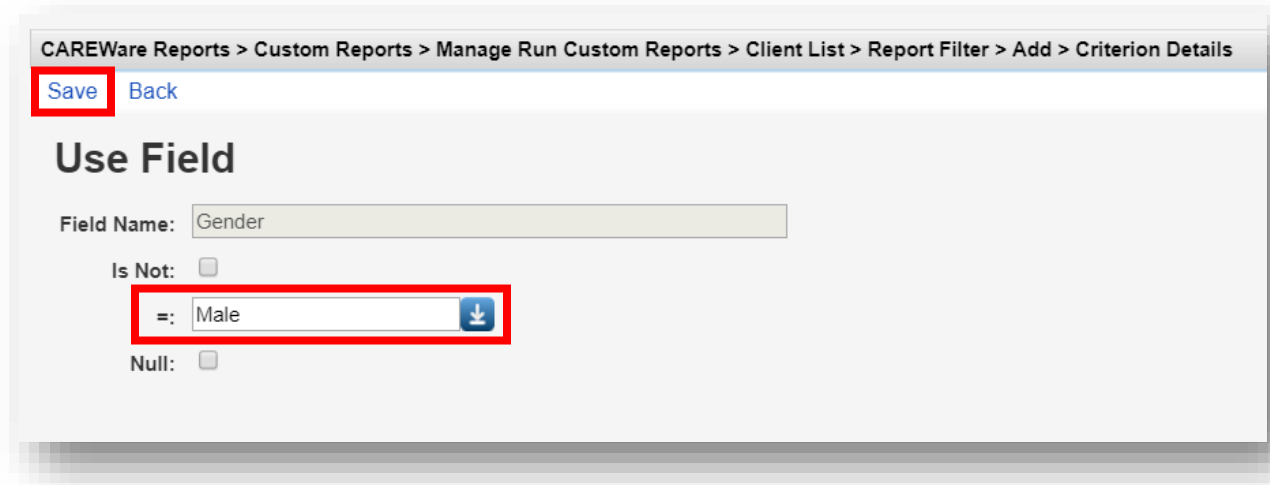 CAREWare Reports > Custom Reports > Manage Run Custom Reports > Client List > Report Filter > Add > Criterion Details
Save Back
Use Field
Field Name: Gender
Is Not:
=: Male
Null: